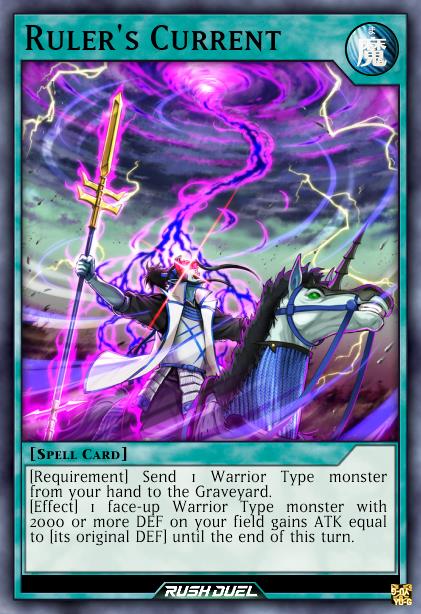 RULER'S CURRENT
ま
魔
[SPELL CARD]
[Requirement] Send 1 Warrior Type monster
from your hand to the Graveyard.
[Effect] 1 face-up Warrior Type monster with
2000 or more DEF on your field gains ATK equal
to [its original DEF] until the end of this turn.
RUSH DUEL